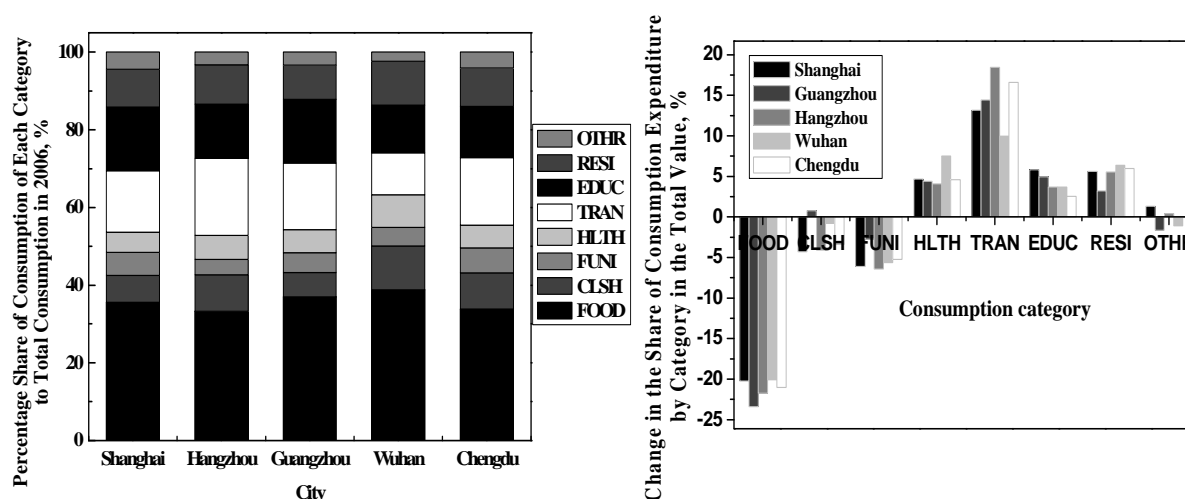 Percentage Share of Consumption of Each Category
to Total Consumption in 2006, %
100
80
60
40
20
0
Shanghai Hangzhou Guangzhou Wuhan Chengdu
City
OTHR
RESI
EDUC
TRAN
HLTH
FUNI
CLSH
FOOD
Change in the Share of Consumption Expenditure
by Category in the Total Value, %
20
15
10
5
0
-5
-10
-15
-20
-25
Shanghai
Guangzhou
Hangzhou
Wuhan
Chengdu
FOOD CLSH FUNI HLTH TRAN EDUC RESI OTHR
Consumption category